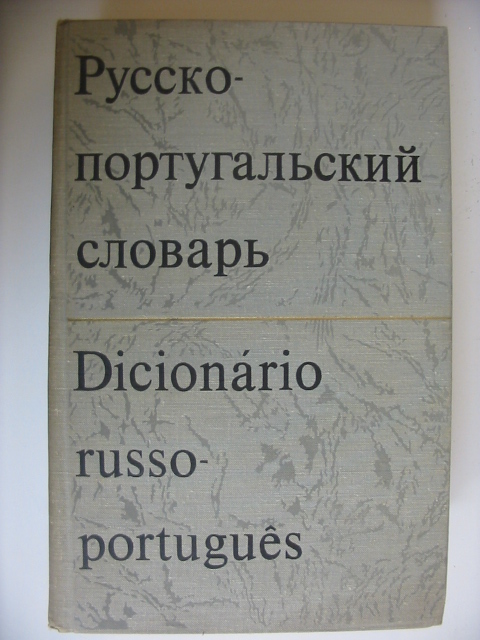 Русско-
португальский
словарь
Dicionário
russo-
português